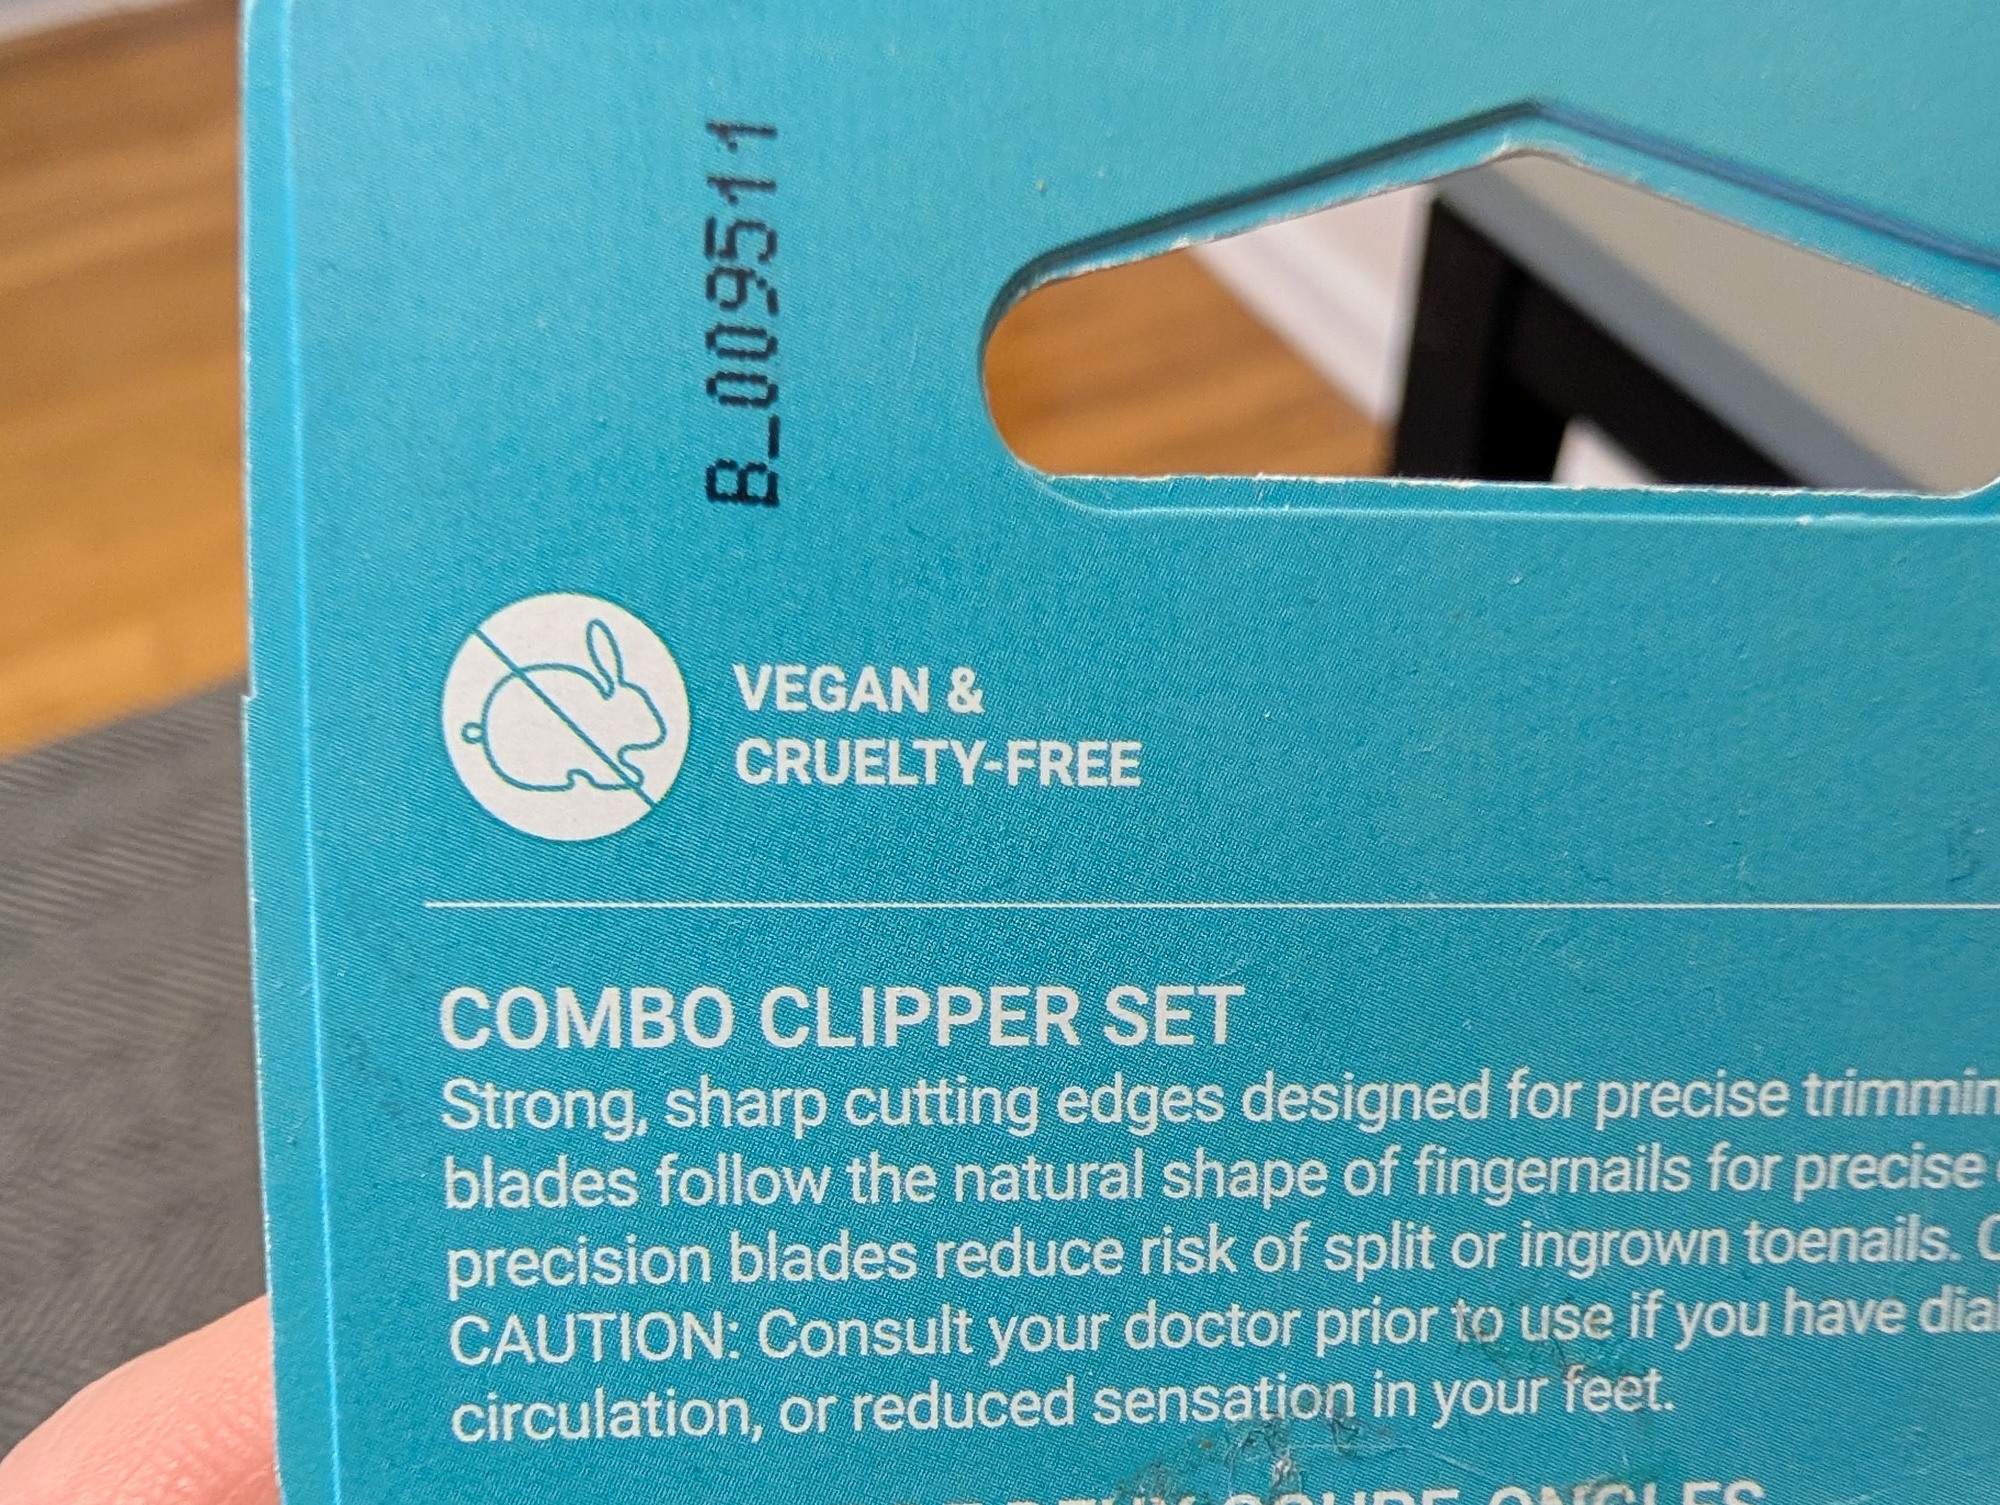 B_009511
VEGAN &
CRUELTY-FREE
COMBO CLIPPER SET
Strong, sharp cutting edges designed for precise
blades follow the natural shape of fingernails for precise
precision blades reduce risk of split or ingrown toenails.
CAUTION: Consult your doctor prior to use if you have
circulation, or reduced sensation in your feet.
ONGLES